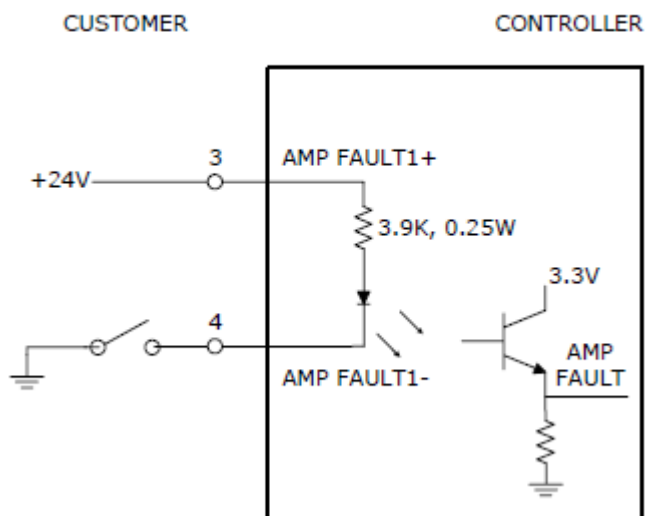 CUSTOMER
CONTROLLER
3
AMP FAULT1+
+24V
3.9K, 0.25W
3.3V
4
AMP
FAULT
AMP FAULT1-